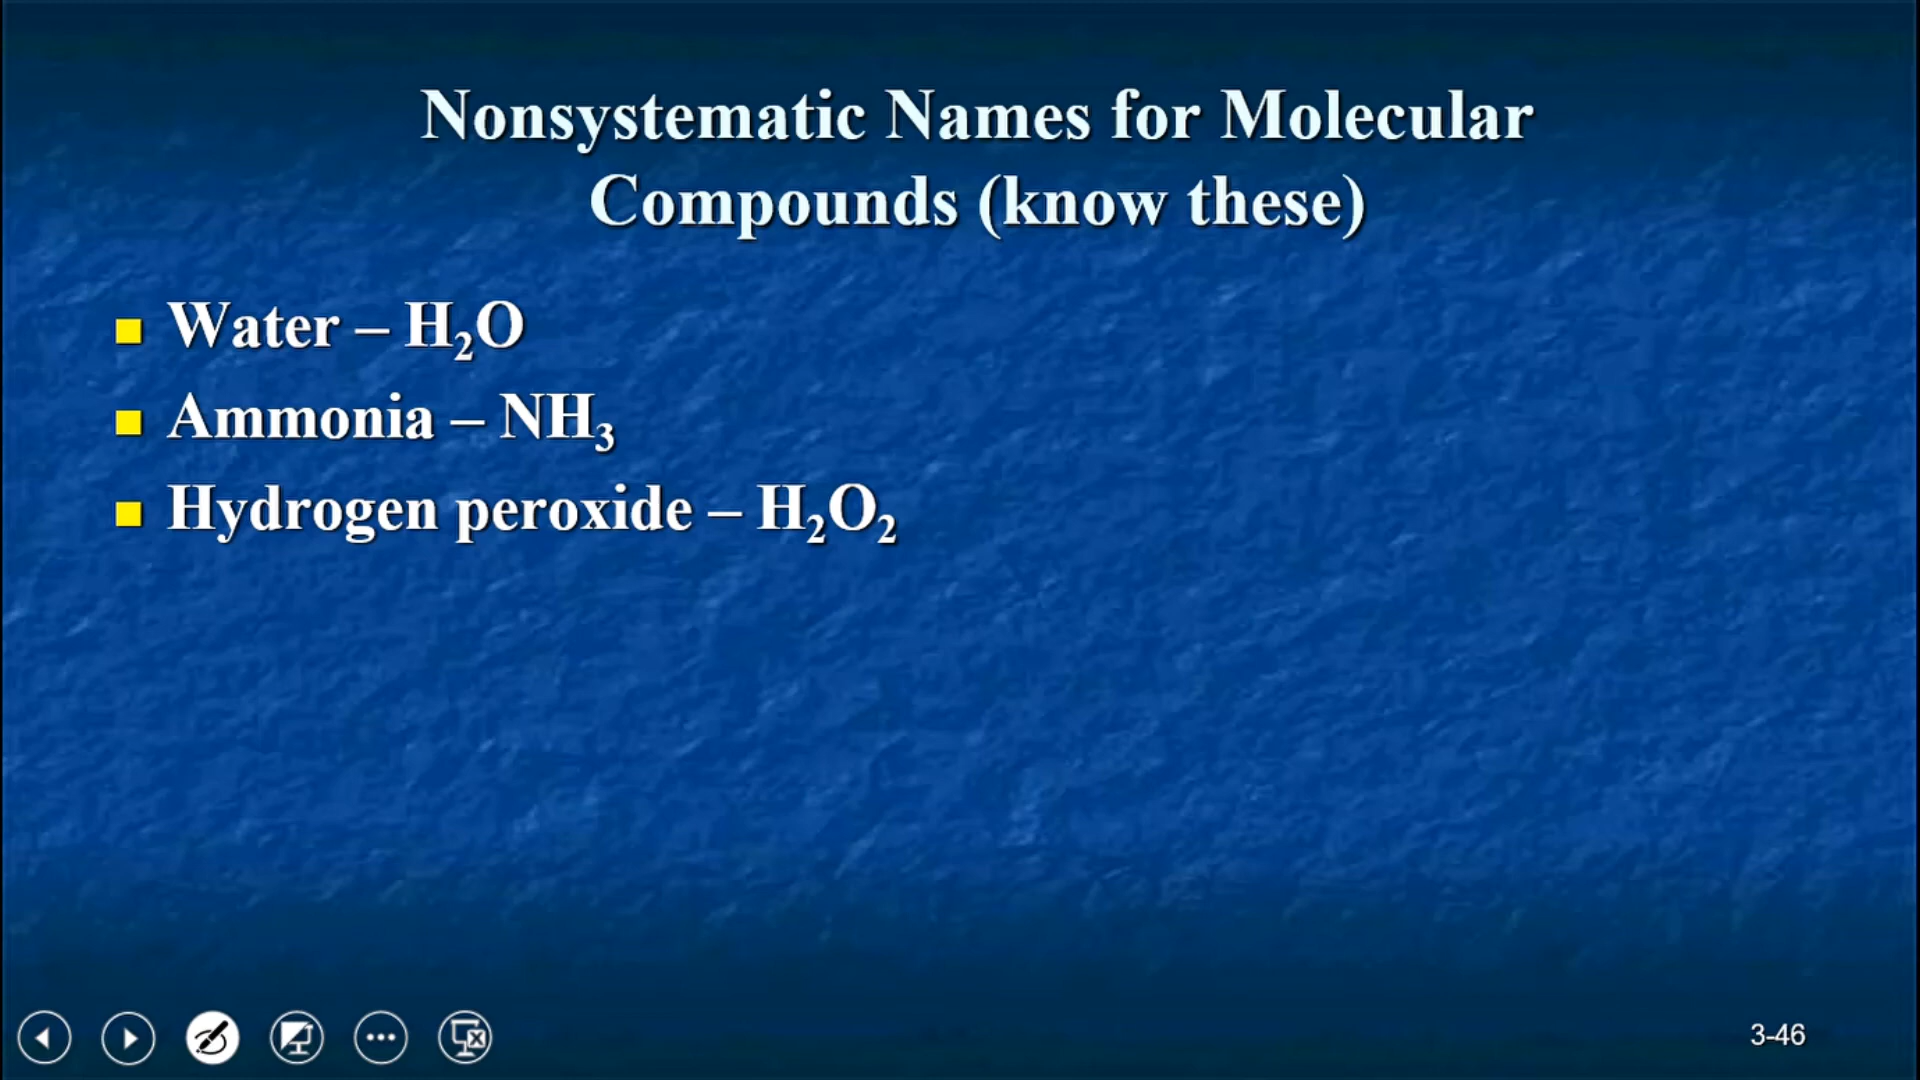 Nonsystematic Names for Molecular
Compounds (know these)
Water – H₂O
Ammonia – NH₃
Hydrogen peroxide – H₂O₂
3-46